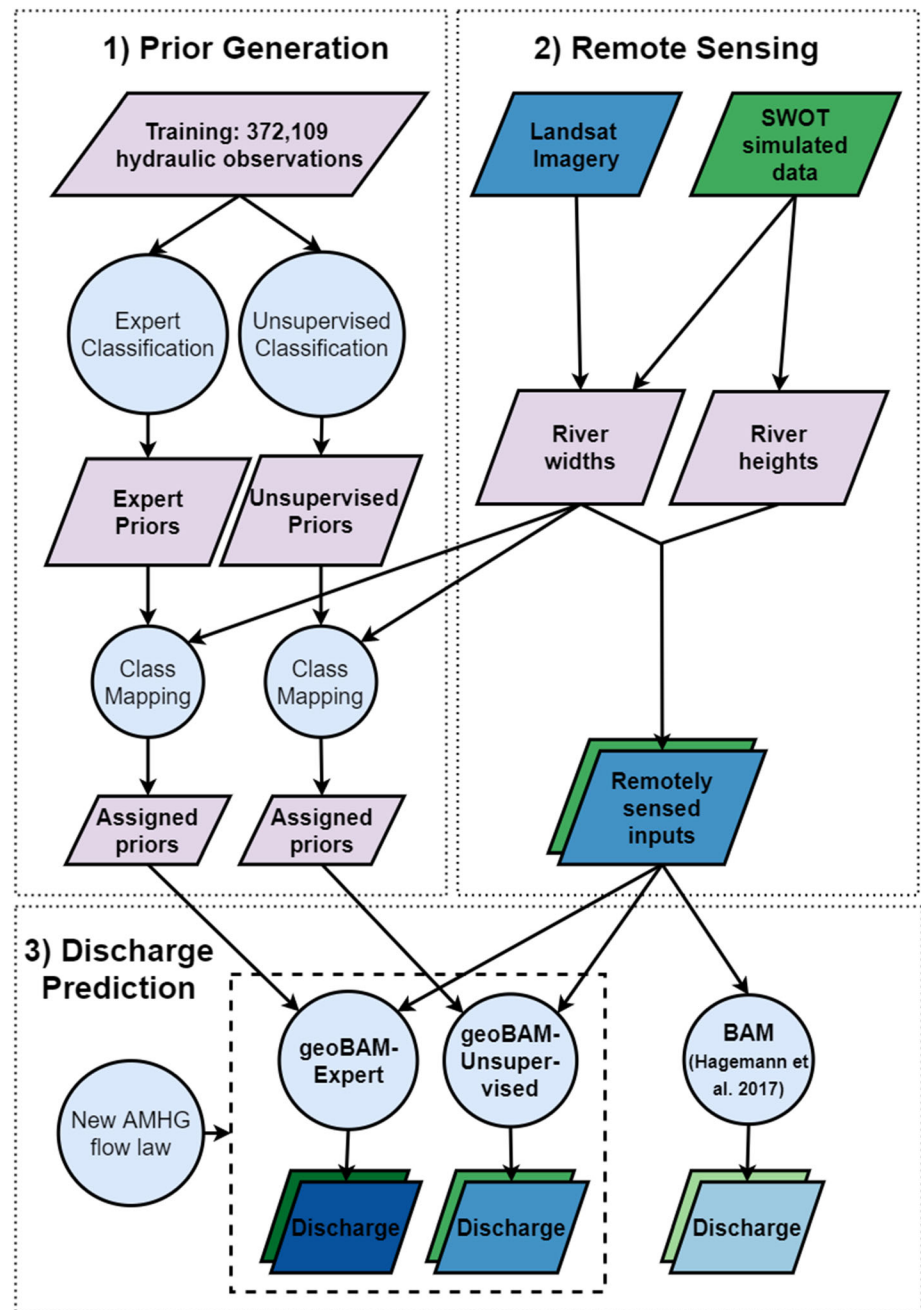 1) Prior Generation
Training: 372,109
hydraulic observations
Expert
Classification
Unsupervised
Classification
Expert
Priors
Unsupervised
Priors
Class
Mapping
Class
Mapping
Assigned
priors
Assigned
priors
2) Remote Sensing
Landsat
Imagery
SWOT
simulated
data
River
widths
River
heights
Remotely
sensed
inputs
3) Discharge
Prediction
New AMHG
flow law
geoBAM-
Expert
geoBAM-
Unsuper-
vised
BAM
(Hagemann et
al. 2017)
Discharge
Discharge
Discharge